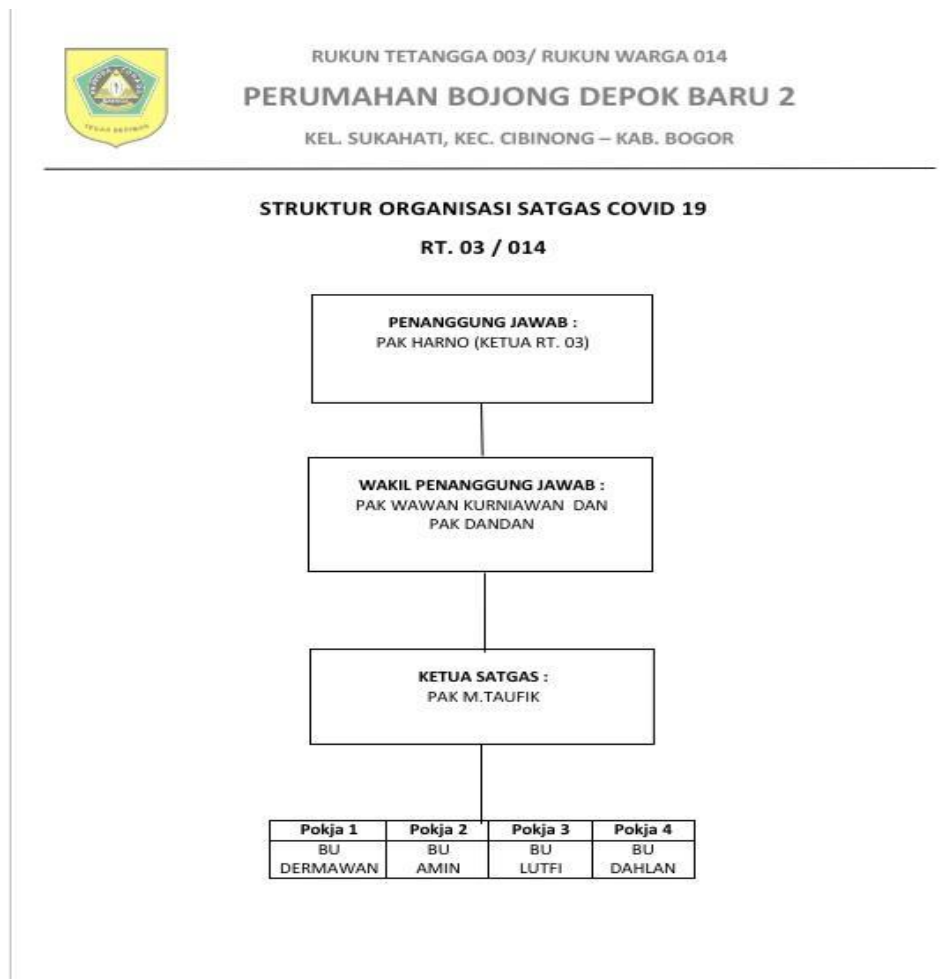 RUKUN TETANGGA 003/ RUKUN WARGA 014
PERUMAHAN BOJONG DEPOK BARU 2
KEL. SUKAHATI, KEC. CIBINONG – KAB. BOGOR
STRUKTUR ORGANISASI SATGAS COVID 19
RT. 03 / 014
PENANGGUNG JAWAB :
PAK HARNO (KETUA RT. 03)
WAKIL PENANGGUNG JAWAB :
PAK WAWAN KURNIAWAN DAN
PAK DANDAN
KETUA SATGAS :
PAK M.TAUFIK
Pokja 1 Pokja 2 Pokja 3 Pokja 4
BU BU BU BU
DERMAWAN AMIN LUTFI DAHLAN